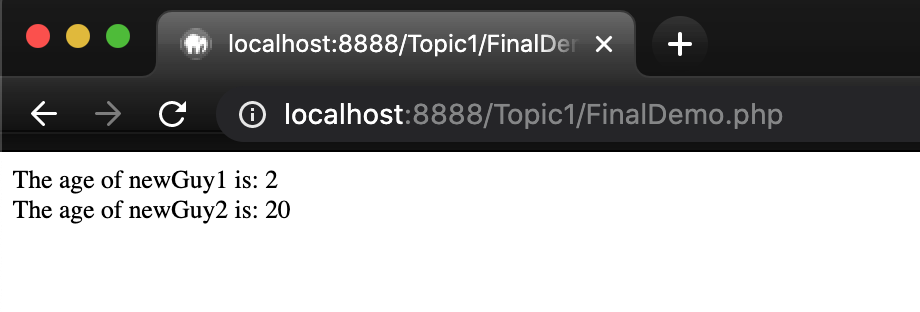 localhost:8888/Topic1/FinalDer
localhost:8888/Topic1/FinalDemo.php
The age of newGuy1 is: 2
The age of newGuy2 is: 20